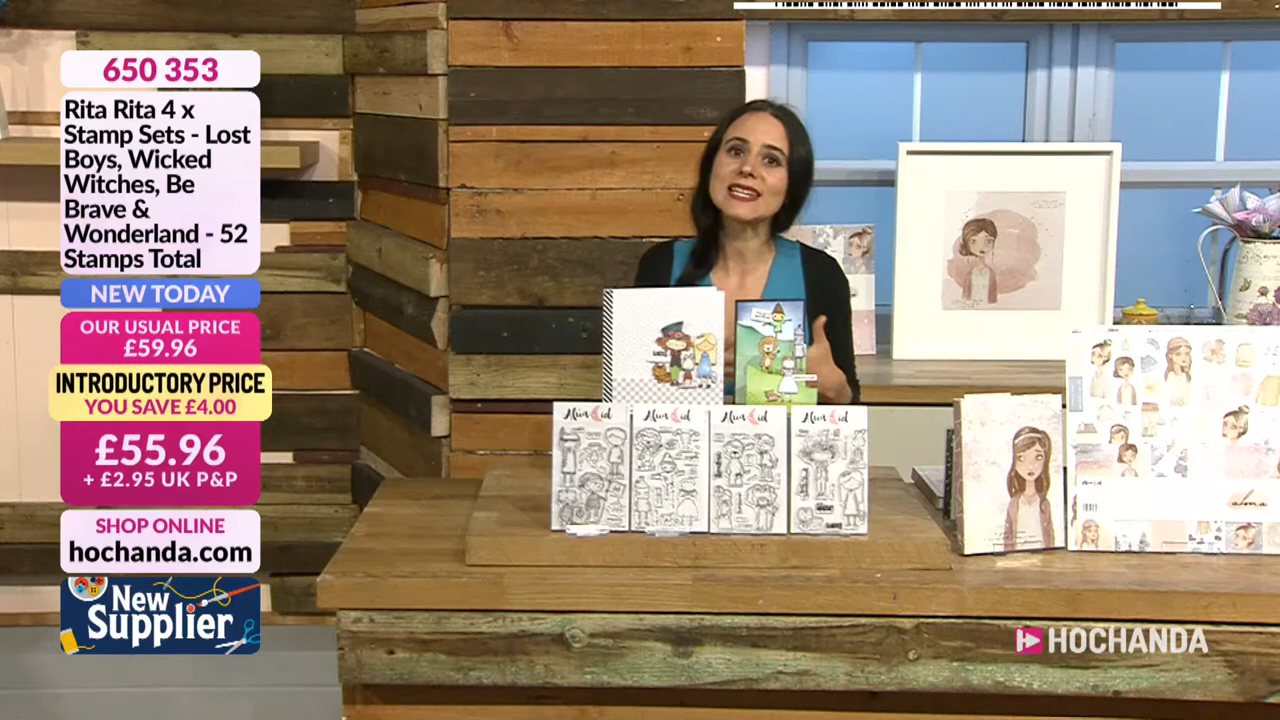 650 353
Rita Rita 4 x
Stamp Sets - Lost
Boys, Wicked
Witches, Be
Brave &
Wonderland - 52
Stamps Total
NEW TODAY
OUR USUAL PRICE
£59.96
INTRODUCTORY PRICE
YOU SAVE £4.00
£55.96
+ £2.95 UK P&P
SHOP ONLINE
hochanda.com
New
Supplier
HOCHANDA